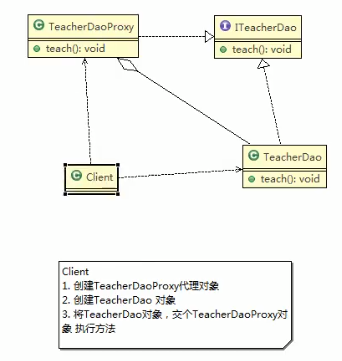 TeacherDaoProxy
teach(): void
ITeacherDao
teach(): void
Client
TeacherDao
teach(): void
Client
1. 创建TeacherDaoProxy代理对象
2. 创建TeacherDao 对象
3. 将TeacherDao对象，交个TeacherDaoProxy对
象 执行方法